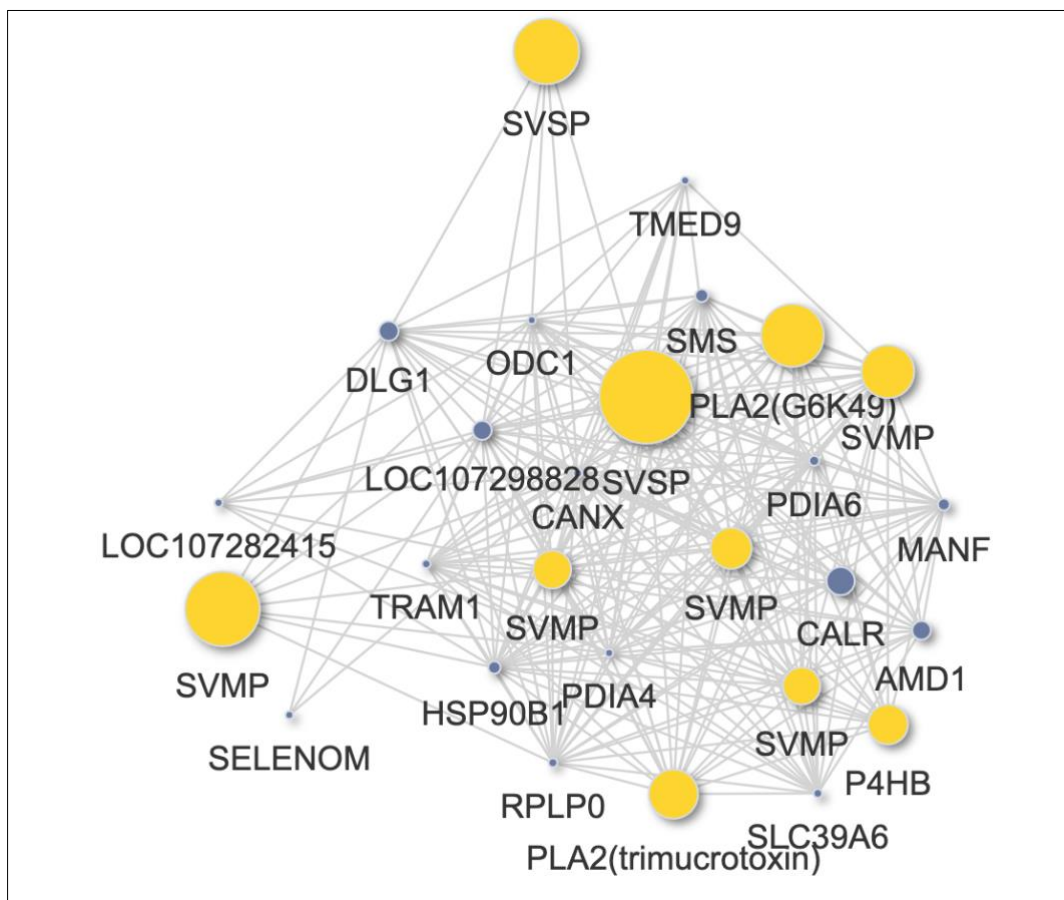 SVSP
TMED9
SMS
ODC1
DLG1
PLA2(G6K49)
SVMP
LOC107298828
SVSP
PDIA6
CANX
LOC107282415
MANF
TRAM1
SVMP
SVMP
CALR
SVMP
AMD1
HSP90B1
PDIA4
SVMP
SELENOM
P4HB
RPLP0
SLC39A6
PLA2(trimucrotoxin)